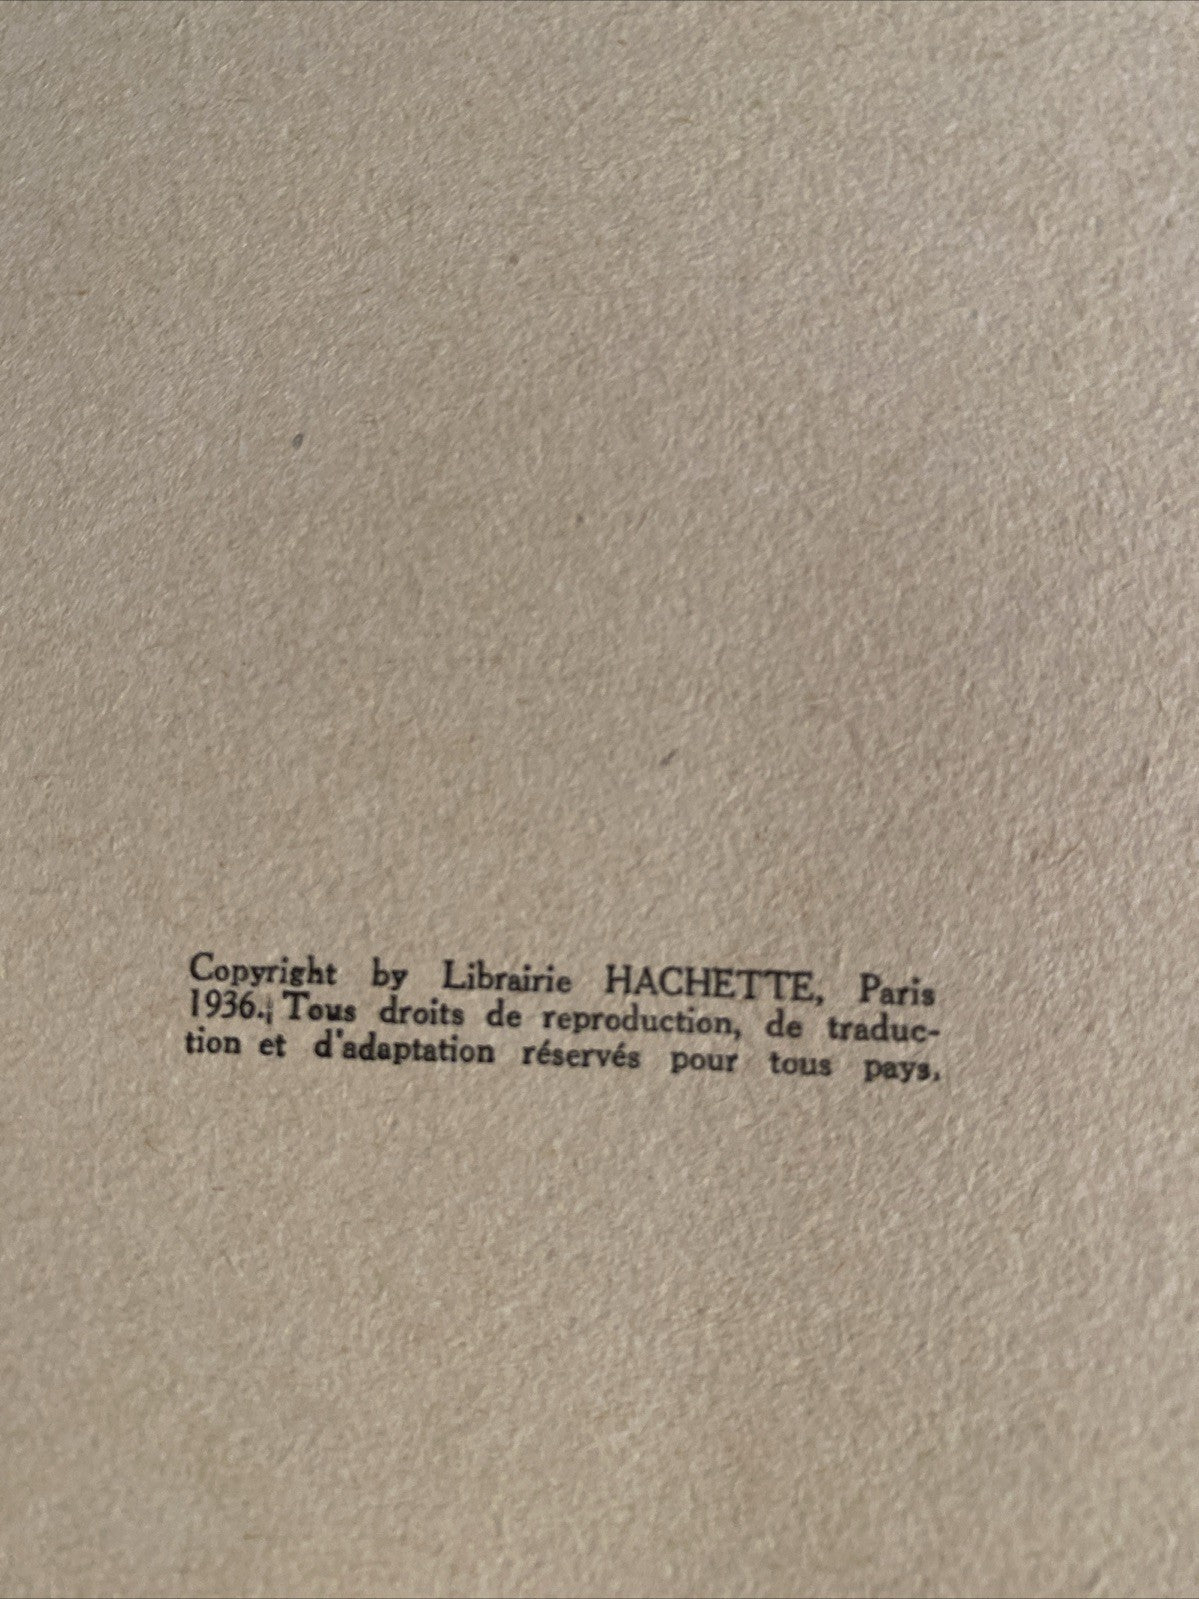 Copyright by Librairie HACHETTE, Paris
1936. Tous droits de reproduction, de traduc-
tion et d'adaptation réservés pour tous pays.